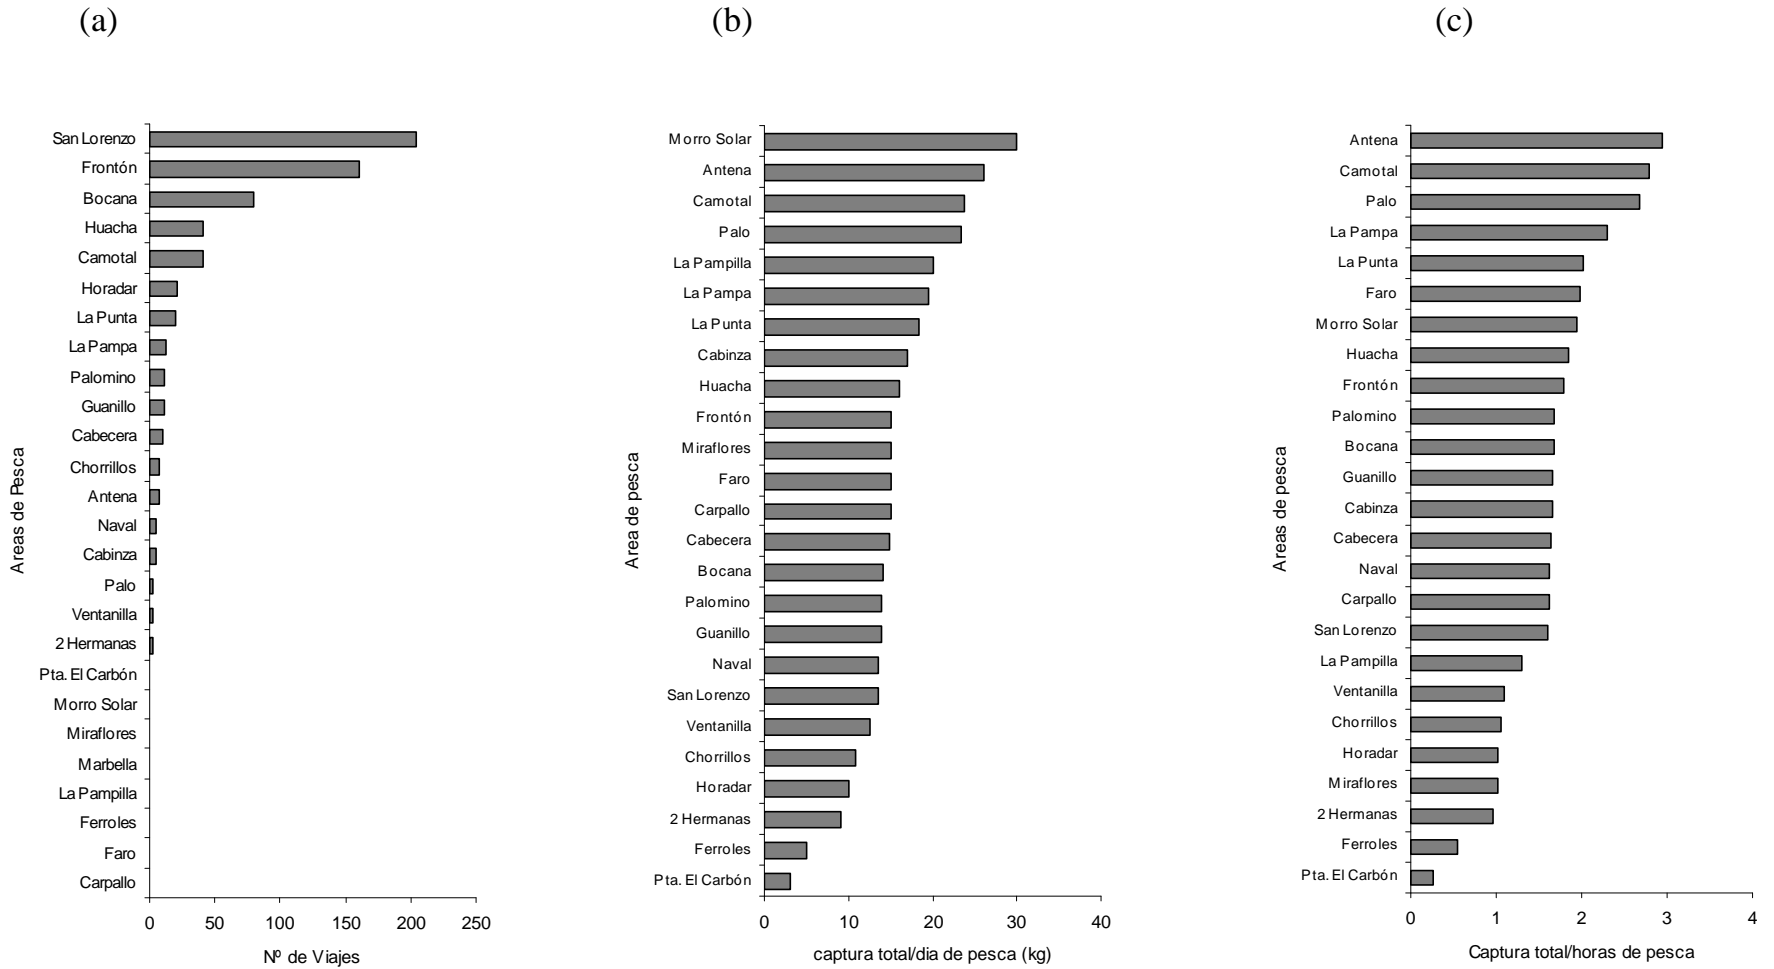 (a)
San Lorenzo
Frontón
Bocana
Huacha
Camotal
Horadar
La Punta
La Pampa
Palomino
Guanillo
Cabecera
Chorrillos
Antena
Naval
Cabinza
Palo
Ventanilla
2 Hermanas
Pta. El Carbón
Morro Solar
Miraflores
Marbella
La Pampilla
Ferroles
Faro
Carpallo
Areas de Pesca
0 50 100 150 200 250
Nº de Viajes
(b)
Morro Solar
Antena
Camotal
Palo
La Pampilla
La Pampa
La Punta
Cabinza
Huacha
Frontón
Miraflores
Faro
Carpallo
Cabecera
Bocana
Palomino
Guanillo
Naval
San Lorenzo
Ventanilla
Chorrillos
Horadar
2 Hermanas
Ferroles
Pta. El Carbón
Area de pesca
0 10 20 30 40
captura total/dia de pesca (kg)
(c)
Antena
Camotal
Palo
La Pampa
La Punta
Faro
Morro Solar
Huacha
Frontón
Palomino
Bocana
Guanillo
Cabinza
Cabecera
Naval
Carpallo
San Lorenzo
La Pampilla
Ventanilla
Chorrillos
Horadar
Miraflores
2 Hermanas
Ferroles
Pta. El Carbón
Areas de pesca
0 1 2 3 4
Captura total/horas de pesca